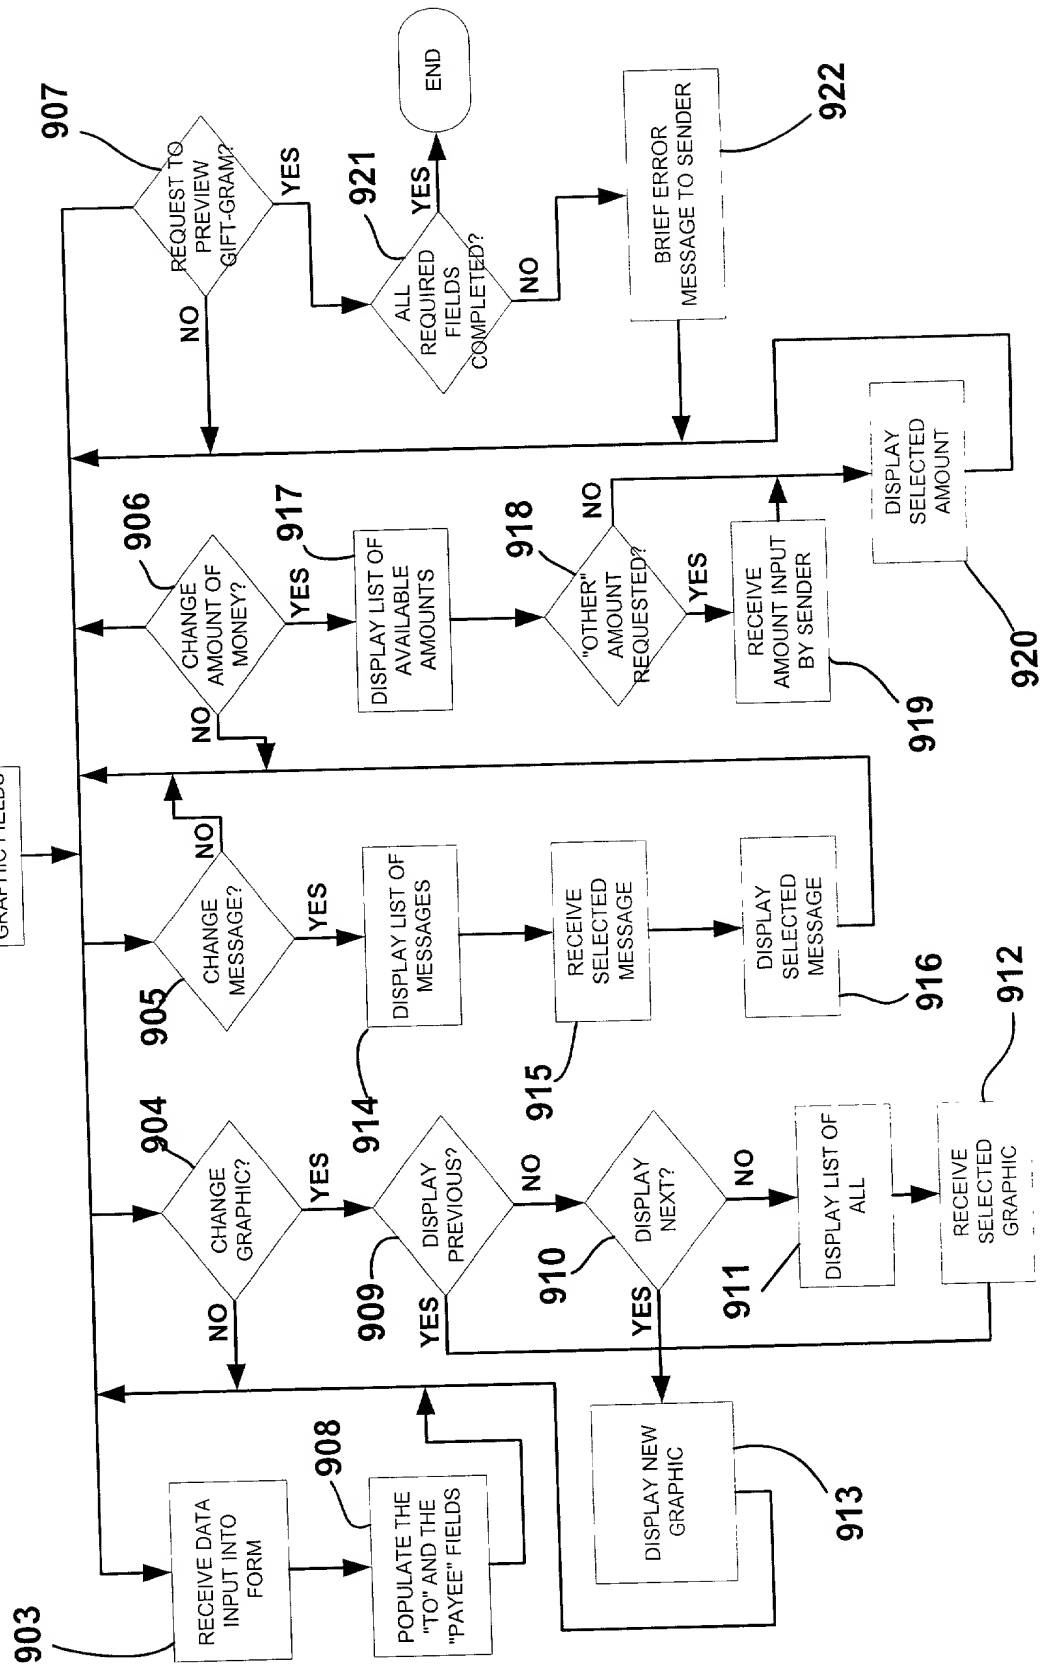 GRAPHIC FIELDS
903
RECEIVE DATA
INPUT INTO
FORM
908
POPULATE THE
"TO" AND THE
"PAYEE" FIELDS
904
CHANGE
GRAPHIC?
NO
YES
909
DISPLAY
PREVIOUS?
YES
NO
910
DISPLAY
NEXT?
YES
NO
911
DISPLAY LIST OF
ALL
912
RECEIVE
SELECTED
GRAPHIC
913
DISPLAY NEW
GRAPHIC
905
CHANGE
MESSAGE?
NO
YES
914
DISPLAY LIST OF
MESSAGES
915
RECEIVE
SELECTED
MESSAGE
916
DISPLAY
SELECTED
MESSAGE
906
CHANGE
AMOUNT OF
MONEY?
NO
YES
917
DISPLAY LIST OF
AVAILABLE
AMOUNTS
918
"OTHER"
AMOUNT
REQUESTED?
NO
YES
919
RECEIVE
AMOUNT INPUT
BY SENDER
920
DISPLAY
SELECTED
AMOUNT
907
REQUEST TO
PREVIEW
GIFT-GRAM?
NO
YES
921
ALL
REQUIRED
FIELDS
COMPLETED?
YES
NO
END
922
BRIEF ERROR
MESSAGE TO SENDER